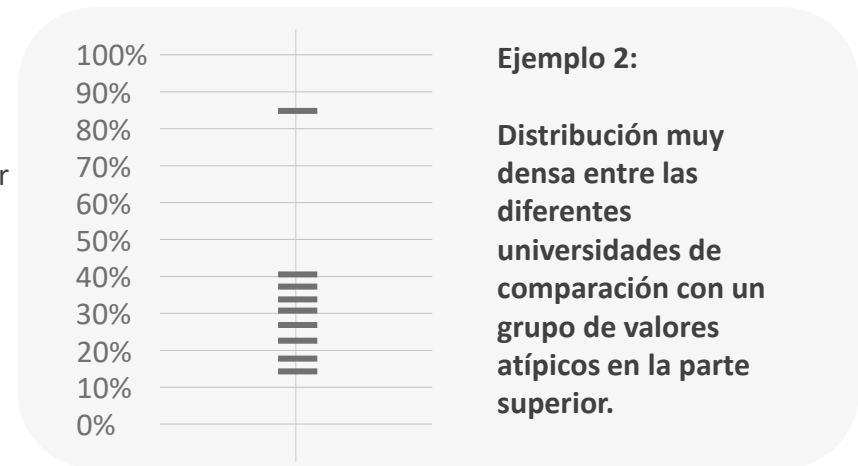 100%
90%
80%
70%
60%
50%
40%
30%
20%
10%
0%
r
Ejemplo 2:
Distribución muy
densa entre las
diferentes
universidades de
comparación con un
grupo de valores
atípicos en la parte
superior.